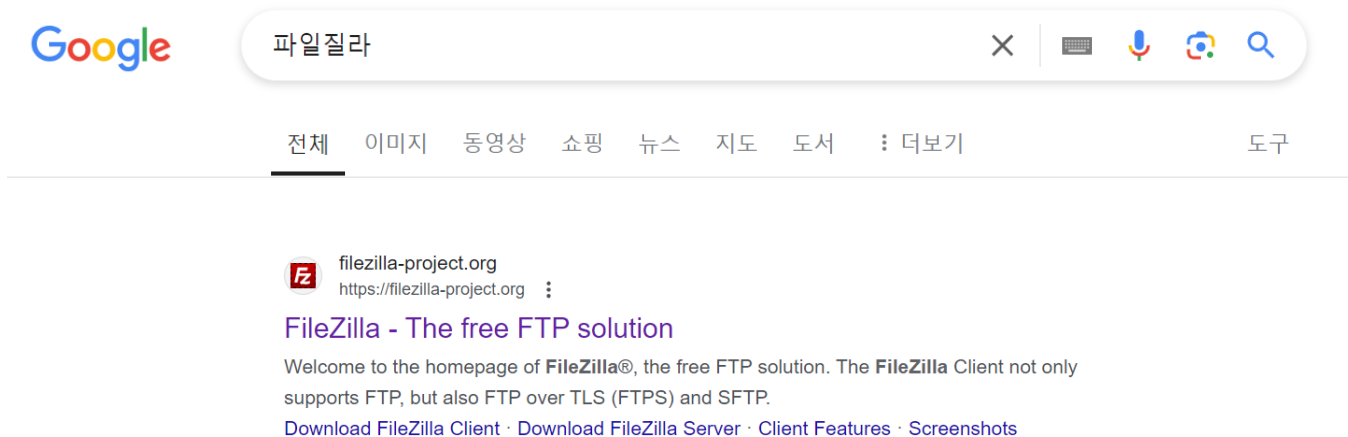 Google 파일질라
전체 이미지 동영상 쇼핑 뉴스 지도 도서 더보기 도구
filezilla-project.org
https://filezilla-project.org
FileZilla - The free FTP solution
Welcome to the homepage of FileZilla®, the free FTP solution. The FileZilla Client not only
supports FTP, but also FTP over TLS (FTPS) and SFTP.
Download FileZilla Client · Download FileZilla Server · Client Features · Screenshots